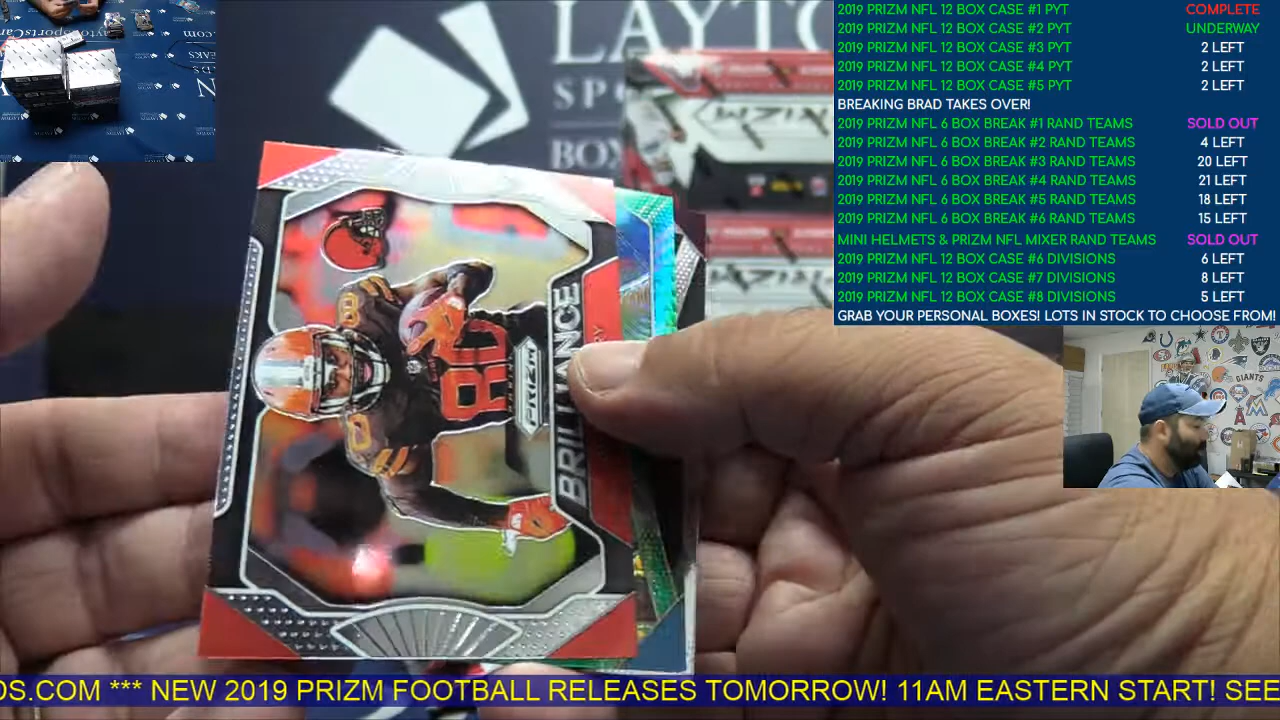 2019 PRIZM NFL 12 BOX CASE #1 PYT COMPLETE
2019 PRIZM NFL 12 BOX CASE #2 PYT UNDERWAY
2019 PRIZM NFL 12 BOX CASE #3 PYT 2 LEFT
2019 PRIZM NFL 12 BOX CASE #4 PYT 2 LEFT
2019 PRIZM NFL 12 BOX CASE #5 PYT 2 LEFT
BREAKING BRAD TAKES OVER!
2019 PRIZM NFL 6 BOX BREAK #1 RAND TEAMS SOLD OUT
2019 PRIZM NFL 6 BOX BREAK #2 RAND TEAMS 4 LEFT
2019 PRIZM NFL 6 BOX BREAK #3 RAND TEAMS 20 LEFT
2019 PRIZM NFL 6 BOX BREAK #4 RAND TEAMS 21 LEFT
2019 PRIZM NFL 6 BOX BREAK #5 RAND TEAMS 18 LEFT
2019 PRIZM NFL 6 BOX BREAK #6 RAND TEAMS 15 LEFT
MINI HELMETS & PRIZM NFL MIXER RAND TEAMS SOLD OUT
2019 PRIZM NFL 12 BOX CASE #6 DIVISIONS 6 LEFT
2019 PRIZM NFL 12 BOX CASE #7 DIVISIONS 8 LEFT
2019 PRIZM NFL 12 BOX CASE #8 DIVISIONS 5 LEFT
GRAB YOUR PERSONAL BOXES! LOTS IN STOCK TO CHOOSE FROM!
LAYTO
SP
BOX
80
PRIZM
BRILLIANCE
PRIZM
GIANTS
DS.COM *** NEW 2019 PRIZM FOOTBALL RELEASES TOMORROW! 11AM EASTERN START! SEE